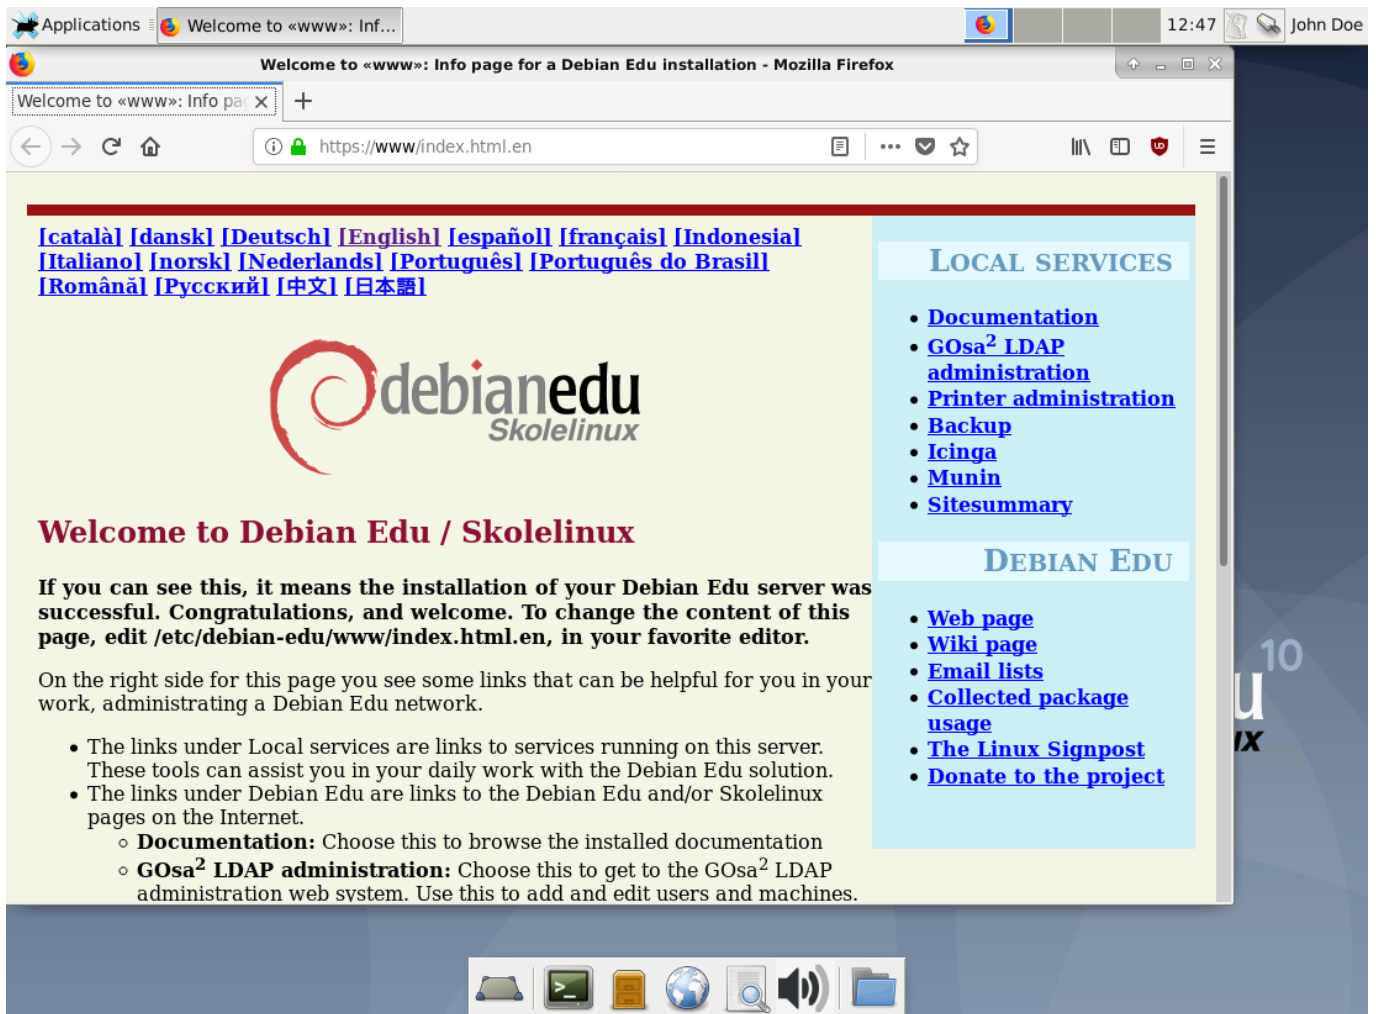 Applications
Welcome to «www»: Inf...
12:47
John Doe
Welcome to «www»: Info page for a Debian Edu installation - Mozilla Firefox
Welcome to «www»: Info pa
https://www/index.html.en
[català] [dansk] [Deutsch] [English] [español] [français] [Indonesia]
[Italiano] [norsk] [Nederlands] [Português] [Português do Brasil]
[Română] [Русский] [中文] [日本語]
debianedu
Skolelinux
Welcome to Debian Edu / Skolelinux
If you can see this, it means the installation of your Debian Edu server was
successful. Congratulations, and welcome. To change the content of this
page, edit /etc/debian-edu/www/index.html.en, in your favorite editor.
On the right side for this page you see some links that can be helpful for you in your
work, administrating a Debian Edu network.
• The links under Local services are links to services running on this server.
These tools can assist you in your daily work with the Debian Edu solution.
• The links under Debian Edu are links to the Debian Edu and/or Skolelinux
pages on the Internet.
◦ Documentation: Choose this to browse the installed documentation
◦ GOsa² LDAP administration: Choose this to get to the GOsa² LDAP
administration web system. Use this to add and edit users and machines.
Local services
• Documentation
• GOsa² LDAP
administration
• Printer administration
• Backup
• Icinga
• Munin
• Sitesummary
Debian Edu
• Web page
• Wiki page
• Email lists
• Collected package
usage
• The Linux Signpost
• Donate to the project
10
u
ux